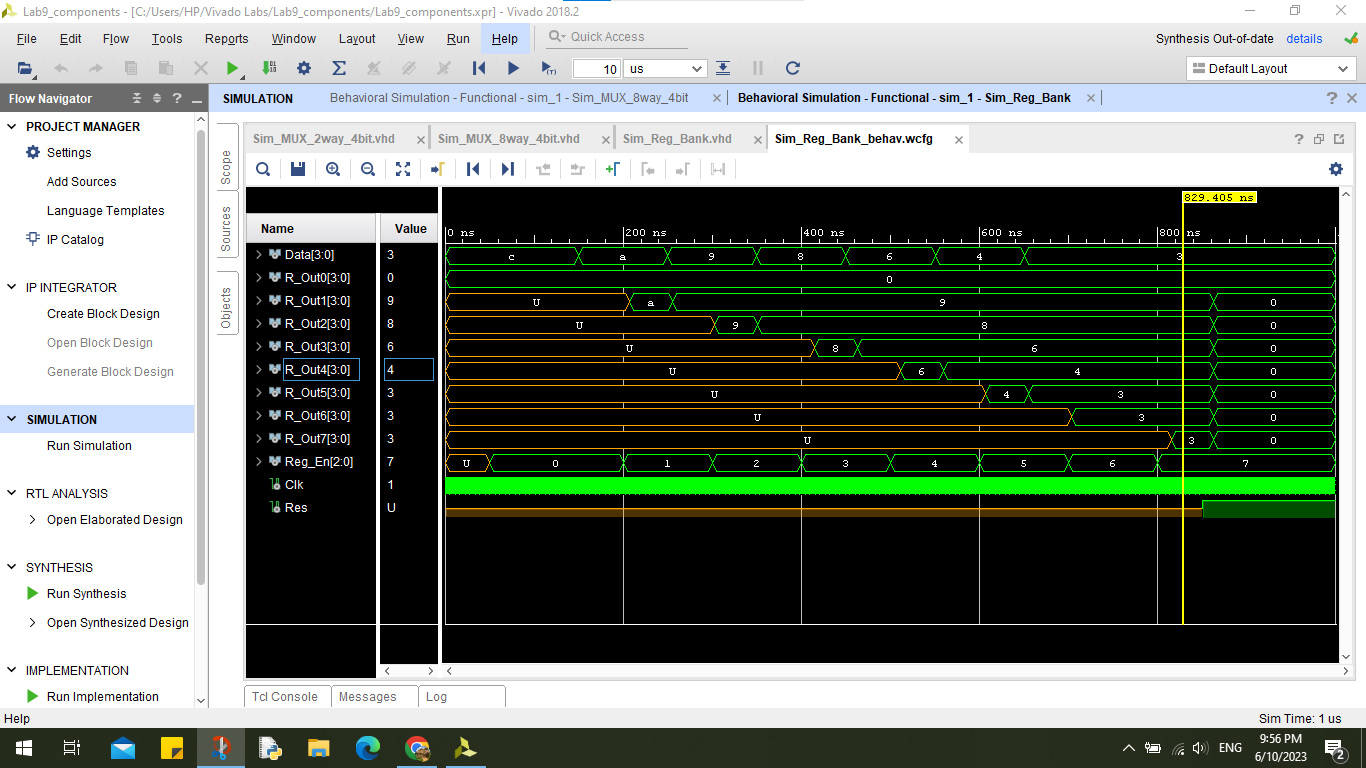 Lab9_components - [C:/Users/HP/Vivado Labs/Lab9_components/Lab9_components.xpr] - Vivado 2018.2
File Edit Flow Tools Reports Window Layout View Run Help Quick Access
Synthesis Out-of-date details
10 us
Default Layout
Flow Navigator
SIMULATION Behavioral Simulation - Functional - sim_1 - Sim_MUX_8way_4bit Behavioral Simulation - Functional - sim_1 - Sim_Reg_Bank
PROJECT MANAGER
Settings
Add Sources
Language Templates
IP Catalog
IP INTEGRATOR
Create Block Design
Open Block Design
Generate Block Design
SIMULATION
Run Simulation
RTL ANALYSIS
Open Elaborated Design
SYNTHESIS
Run Synthesis
Open Synthesized Design
IMPLEMENTATION
Run Implementation
Scope
Sources
Objects
Sim_MUX_2way_4bit.vhd Sim_MUX_8way_4bit.vhd Sim_Reg_Bank.vhd Sim_Reg_Bank_behav.wcfg
829.405 ns
Name Value
0 ns 200 ns 400 ns 600 ns 800 ns
Data[3:0] 3 c a 9 8 6 4 3
R_Out0[3:0] 0 0
R_Out1[3:0] 9 U a 9 0
R_Out2[3:0] 8 U 9 8 0
R_Out3[3:0] 6 U 8 6 0
R_Out4[3:0] 4 U 6 4 0
R_Out5[3:0] 3 U 4 3 0
R_Out6[3:0] 3 U 3 0
R_Out7[3:0] 3 U 3 0
Reg_En[2:0] 7 U 0 1 2 3 4 5 6 7
Clk 1
Res U
Tcl Console Messages Log
Help
Sim Time: 1 us
ENG
9:56 PM
6/10/2023
2